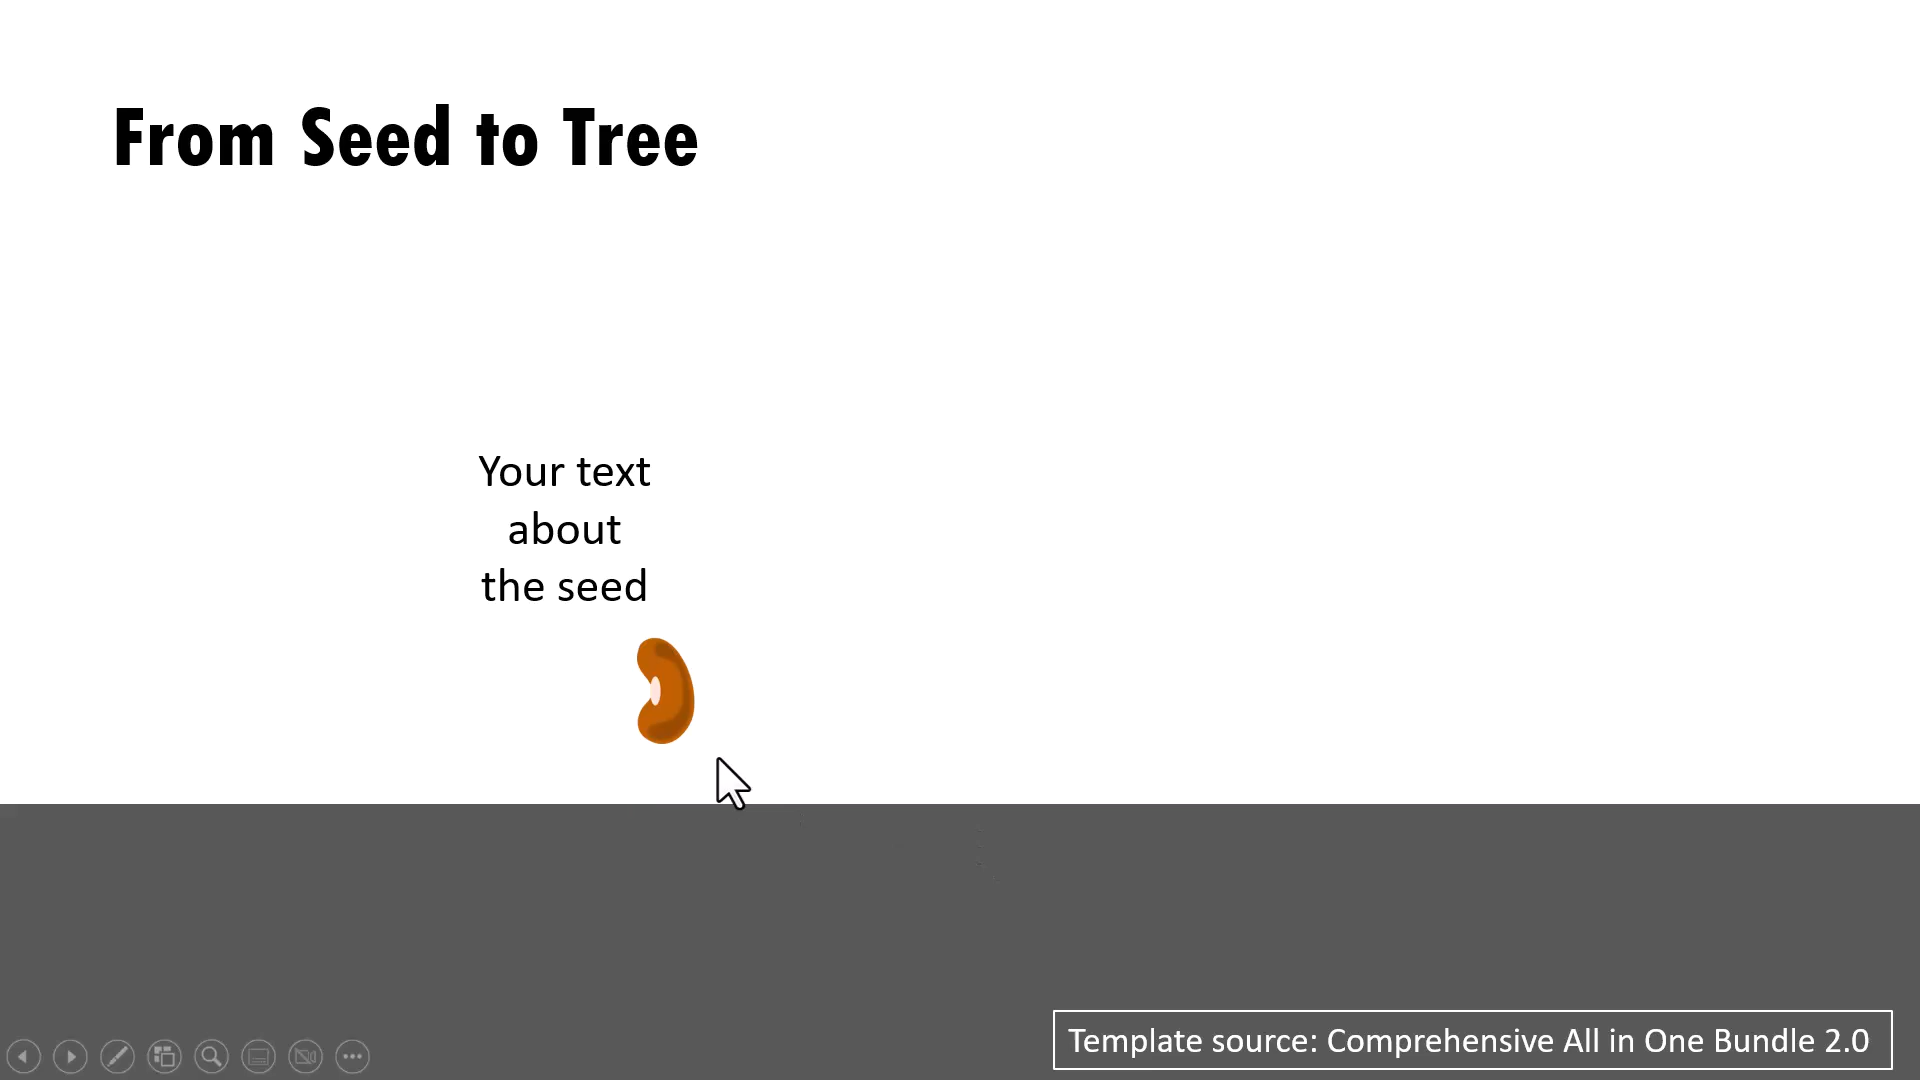 From Seed to Tree
Your text
about
the seed
Template source: Comprehensive All in One Bundle 2.0